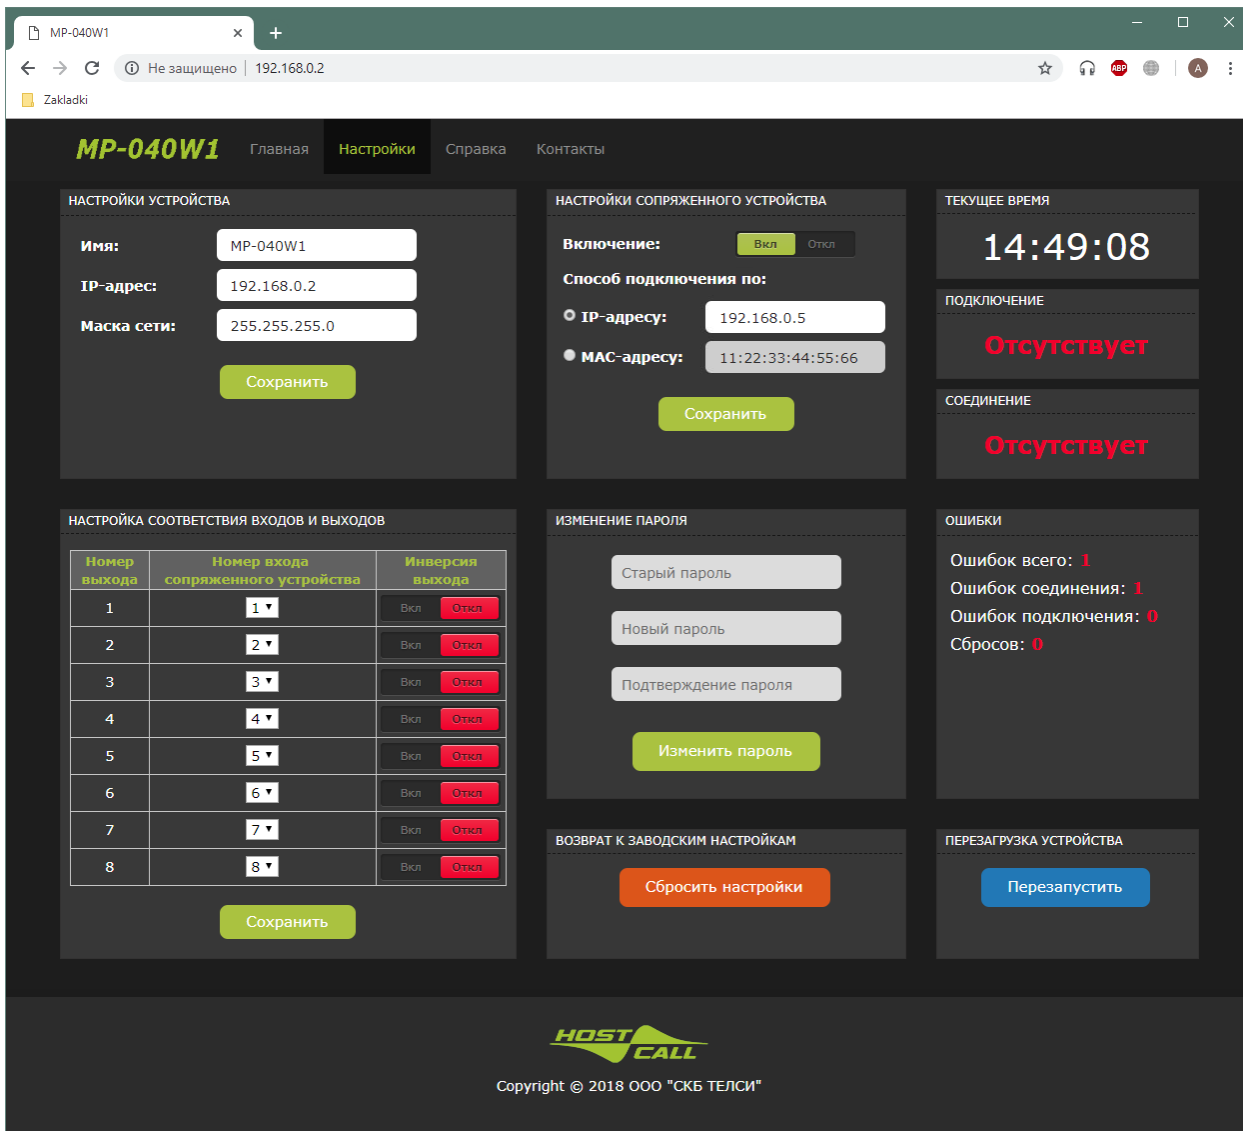 MP-040W1
Не защищено
192.168.0.2
ABP
A
Zakladki
MP-040W1
Главная
Настройки
Справка
Контакты
НАСТРОЙКИ УСТРОЙСТВА
Имя: MP-040W1
IP-адрес: 192.168.0.2
Маска сети: 255.255.255.0
Сохранить
НАСТРОЙКИ СОПРЯЖЕННОГО УСТРОЙСТВА
Включение: Вкл Откл
Способ подключения по:
IP-адресу: 192.168.0.5
MAC-адресу: 11:22:33:44:55:66
Сохранить
ТЕКУЩЕЕ ВРЕМЯ
14:49:08
ПОДКЛЮЧЕНИЕ
Отсутствует
СОЕДИНЕНИЕ
Отсутствует
НАСТРОЙКА СООТВЕТСТВИЯ ВХОДОВ И ВЫХОДОВ
Номер выхода
Номер входа сопряженного устройства
Инверсия выхода
1 1 Вкл Откл
2 2 Вкл Откл
3 3 Вкл Откл
4 4 Вкл Откл
5 5 Вкл Откл
6 6 Вкл Откл
7 7 Вкл Откл
8 8 Вкл Откл
Сохранить
ИЗМЕНЕНИЕ ПАРОЛЯ
Старый пароль
Новый пароль
Подтверждение пароля
Изменить пароль
ОШИБКИ
Ошибок всего: 1
Ошибок соединения: 1
Ошибок подключения: 0
Сбросов: 0
ВОЗВРАТ К ЗАВОДСКИМ НАСТРОЙКАМ
Сбросить настройки
ПЕРЕЗАГРУЗКА УСТРОЙСТВА
Перезапустить
HOST
CALL
Copyright © 2018 ООО "СКБ ТЕЛСИ"